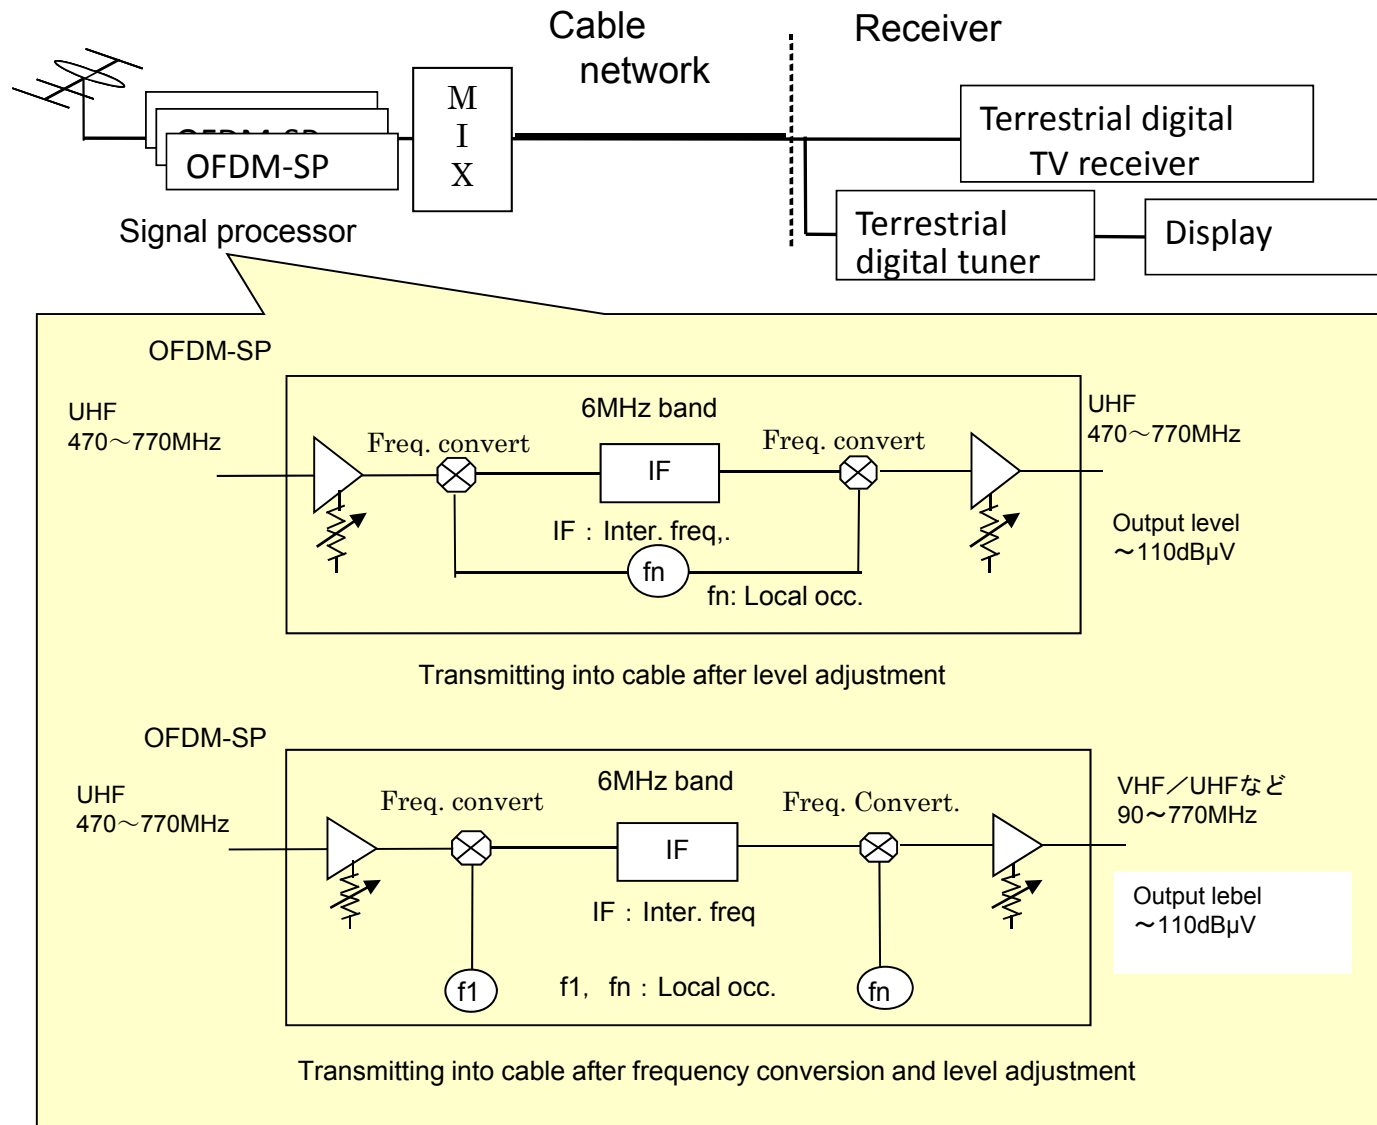 Cable
network
Receiver
M
I
X
OFDM-SP
OFDM-SP
Terrestrial digital
TV receiver
Terrestrial
digital tuner
Display
Signal processor
OFDM-SP
UHF
470～770MHz
6MHz band
Freq. convert
Freq. convert
IF
UHF
470～770MHz
IF：Inter. freq,.
fn
fn: Local occ.
Output level
～110dBμV
Transmitting into cable after level adjustment
OFDM-SP
UHF
470～770MHz
6MHz band
Freq. convert
Freq. Convert.
IF
VHF／UHFなど
90～770MHz
IF：Inter. freq
Output lebel
～110dBμV
f1
f1, fn：Local occ.
fn
Transmitting into cable after frequency conversion and level adjustment